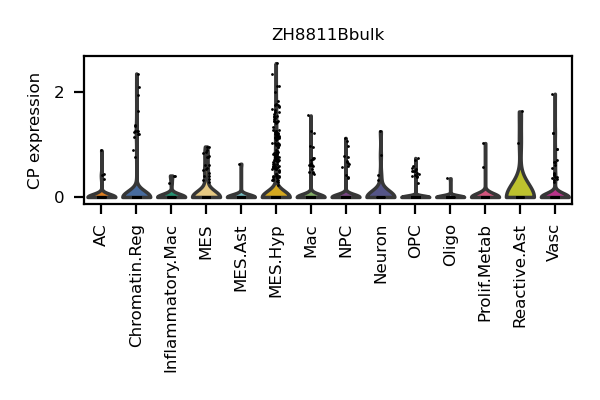 ZH8811Bbulk
CP expression
2
0
AC
Chromatin.Reg
Inflammatory.Mac
MES
MES.Ast
MES.Hyp
Mac
NPC
Neuron
OPC
Oligo
Prolif.Metab
Reactive.Ast
Vasc